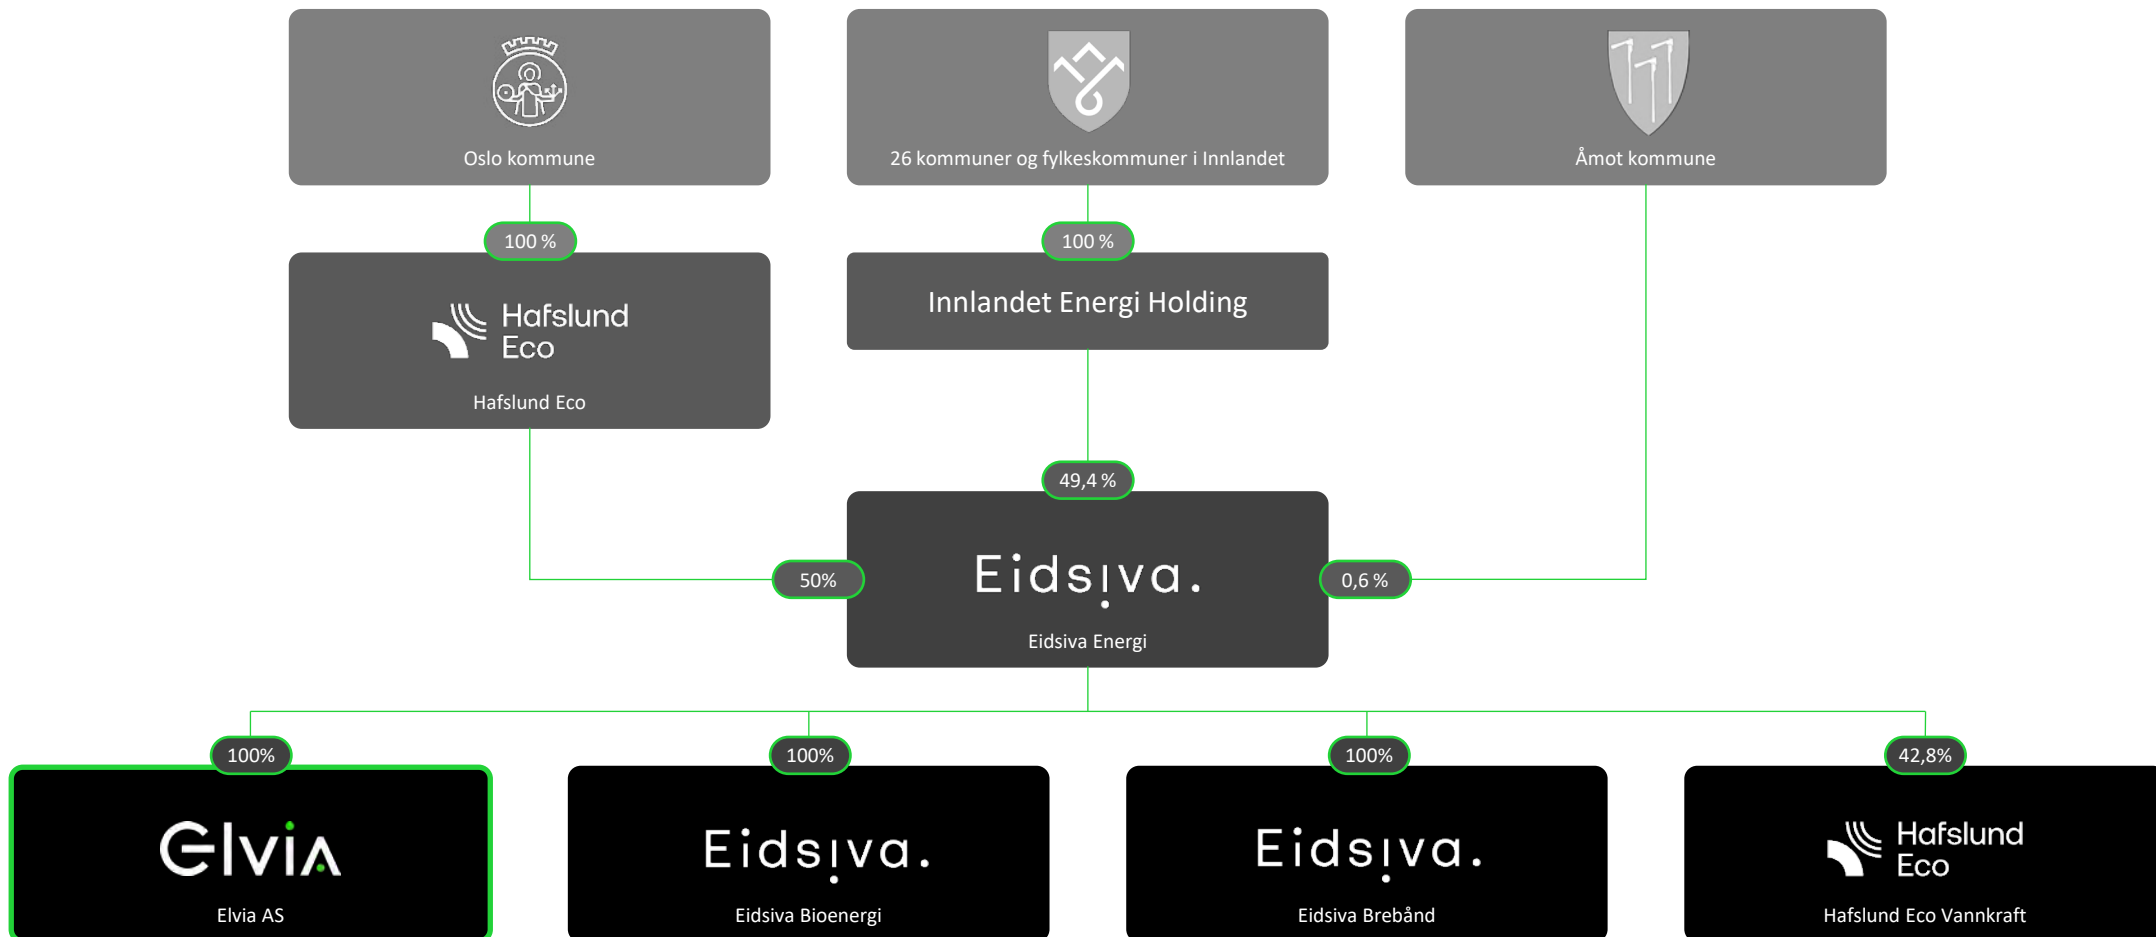 Oslo kommune
26 kommuner og fylkeskommuner i Innlandet
Åmot kommune
100 %
100 %
Hafslund
Eco
Hafslund Eco
Innlandet Energi Holding
49,4 %
50%
Eidsiva.
Eidsiva Energi
0,6 %
100%
100%
100%
42,8%
Elvia
Elvia AS
Eidsiva.
Eidsiva Bioenergi
Eidsiva.
Eidsiva Brebånd
Hafslund
Eco
Hafslund Eco Vannkraft